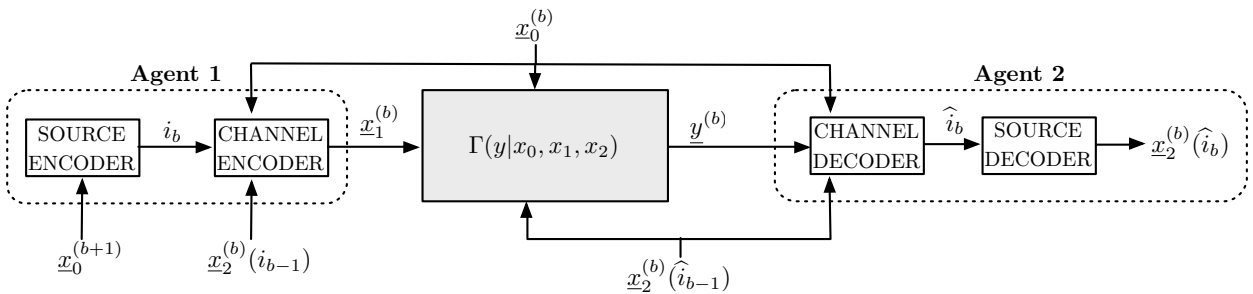 x̲₀^(b)
Agent 1
Agent 2
SOURCE
ENCODER
i_b
CHANNEL
ENCODER
x̲₁^(b)
Γ(y|x₀, x₁, x₂)
y̲^(b)
CHANNEL
DECODER
î_b
SOURCE
DECODER
x̲₂^(b)(î_b)
x̲₀^(b+1)
x̲₂^(b)(i_{b−1})
x̲₂^(b)(î_{b−1})